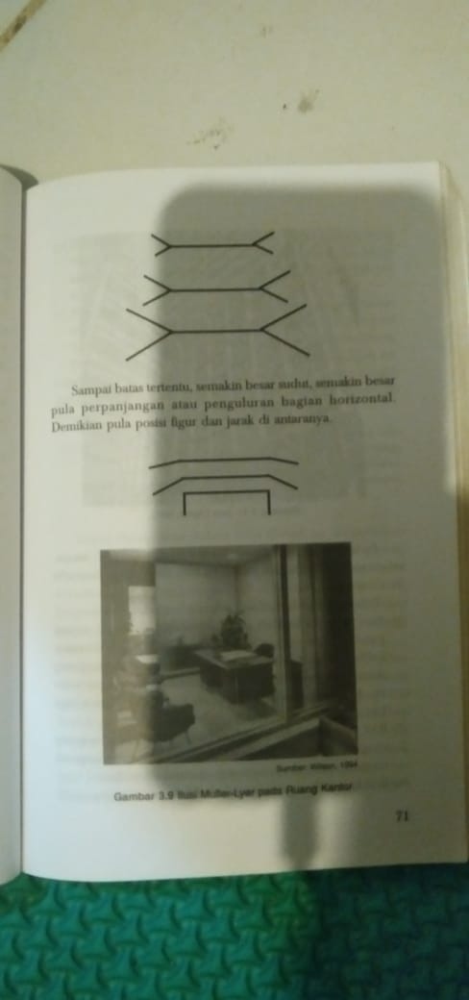 Sampai batas tertentu, semakin besar sudut, semakin besar
pula perpanjangan atau penguluran bagian horizontal.
Demikian pula posisi figur dan jarak di antaranya.
Sumber: Wilson, 1994
Gambar 3.9 Ilusi Muller-Lyer pada Ruang Kantor
71